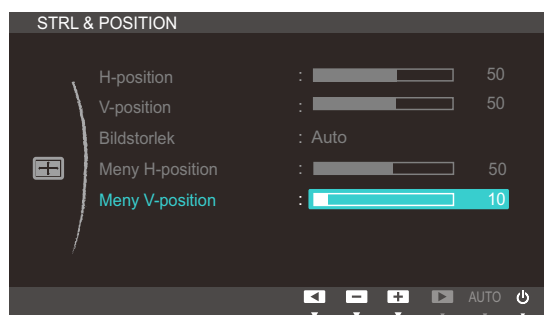 STRL & POSITION
H-position : 50
V-position : 50
Bildstorlek : Auto
Meny H-position : 50
Meny V-position : 10
AUTO